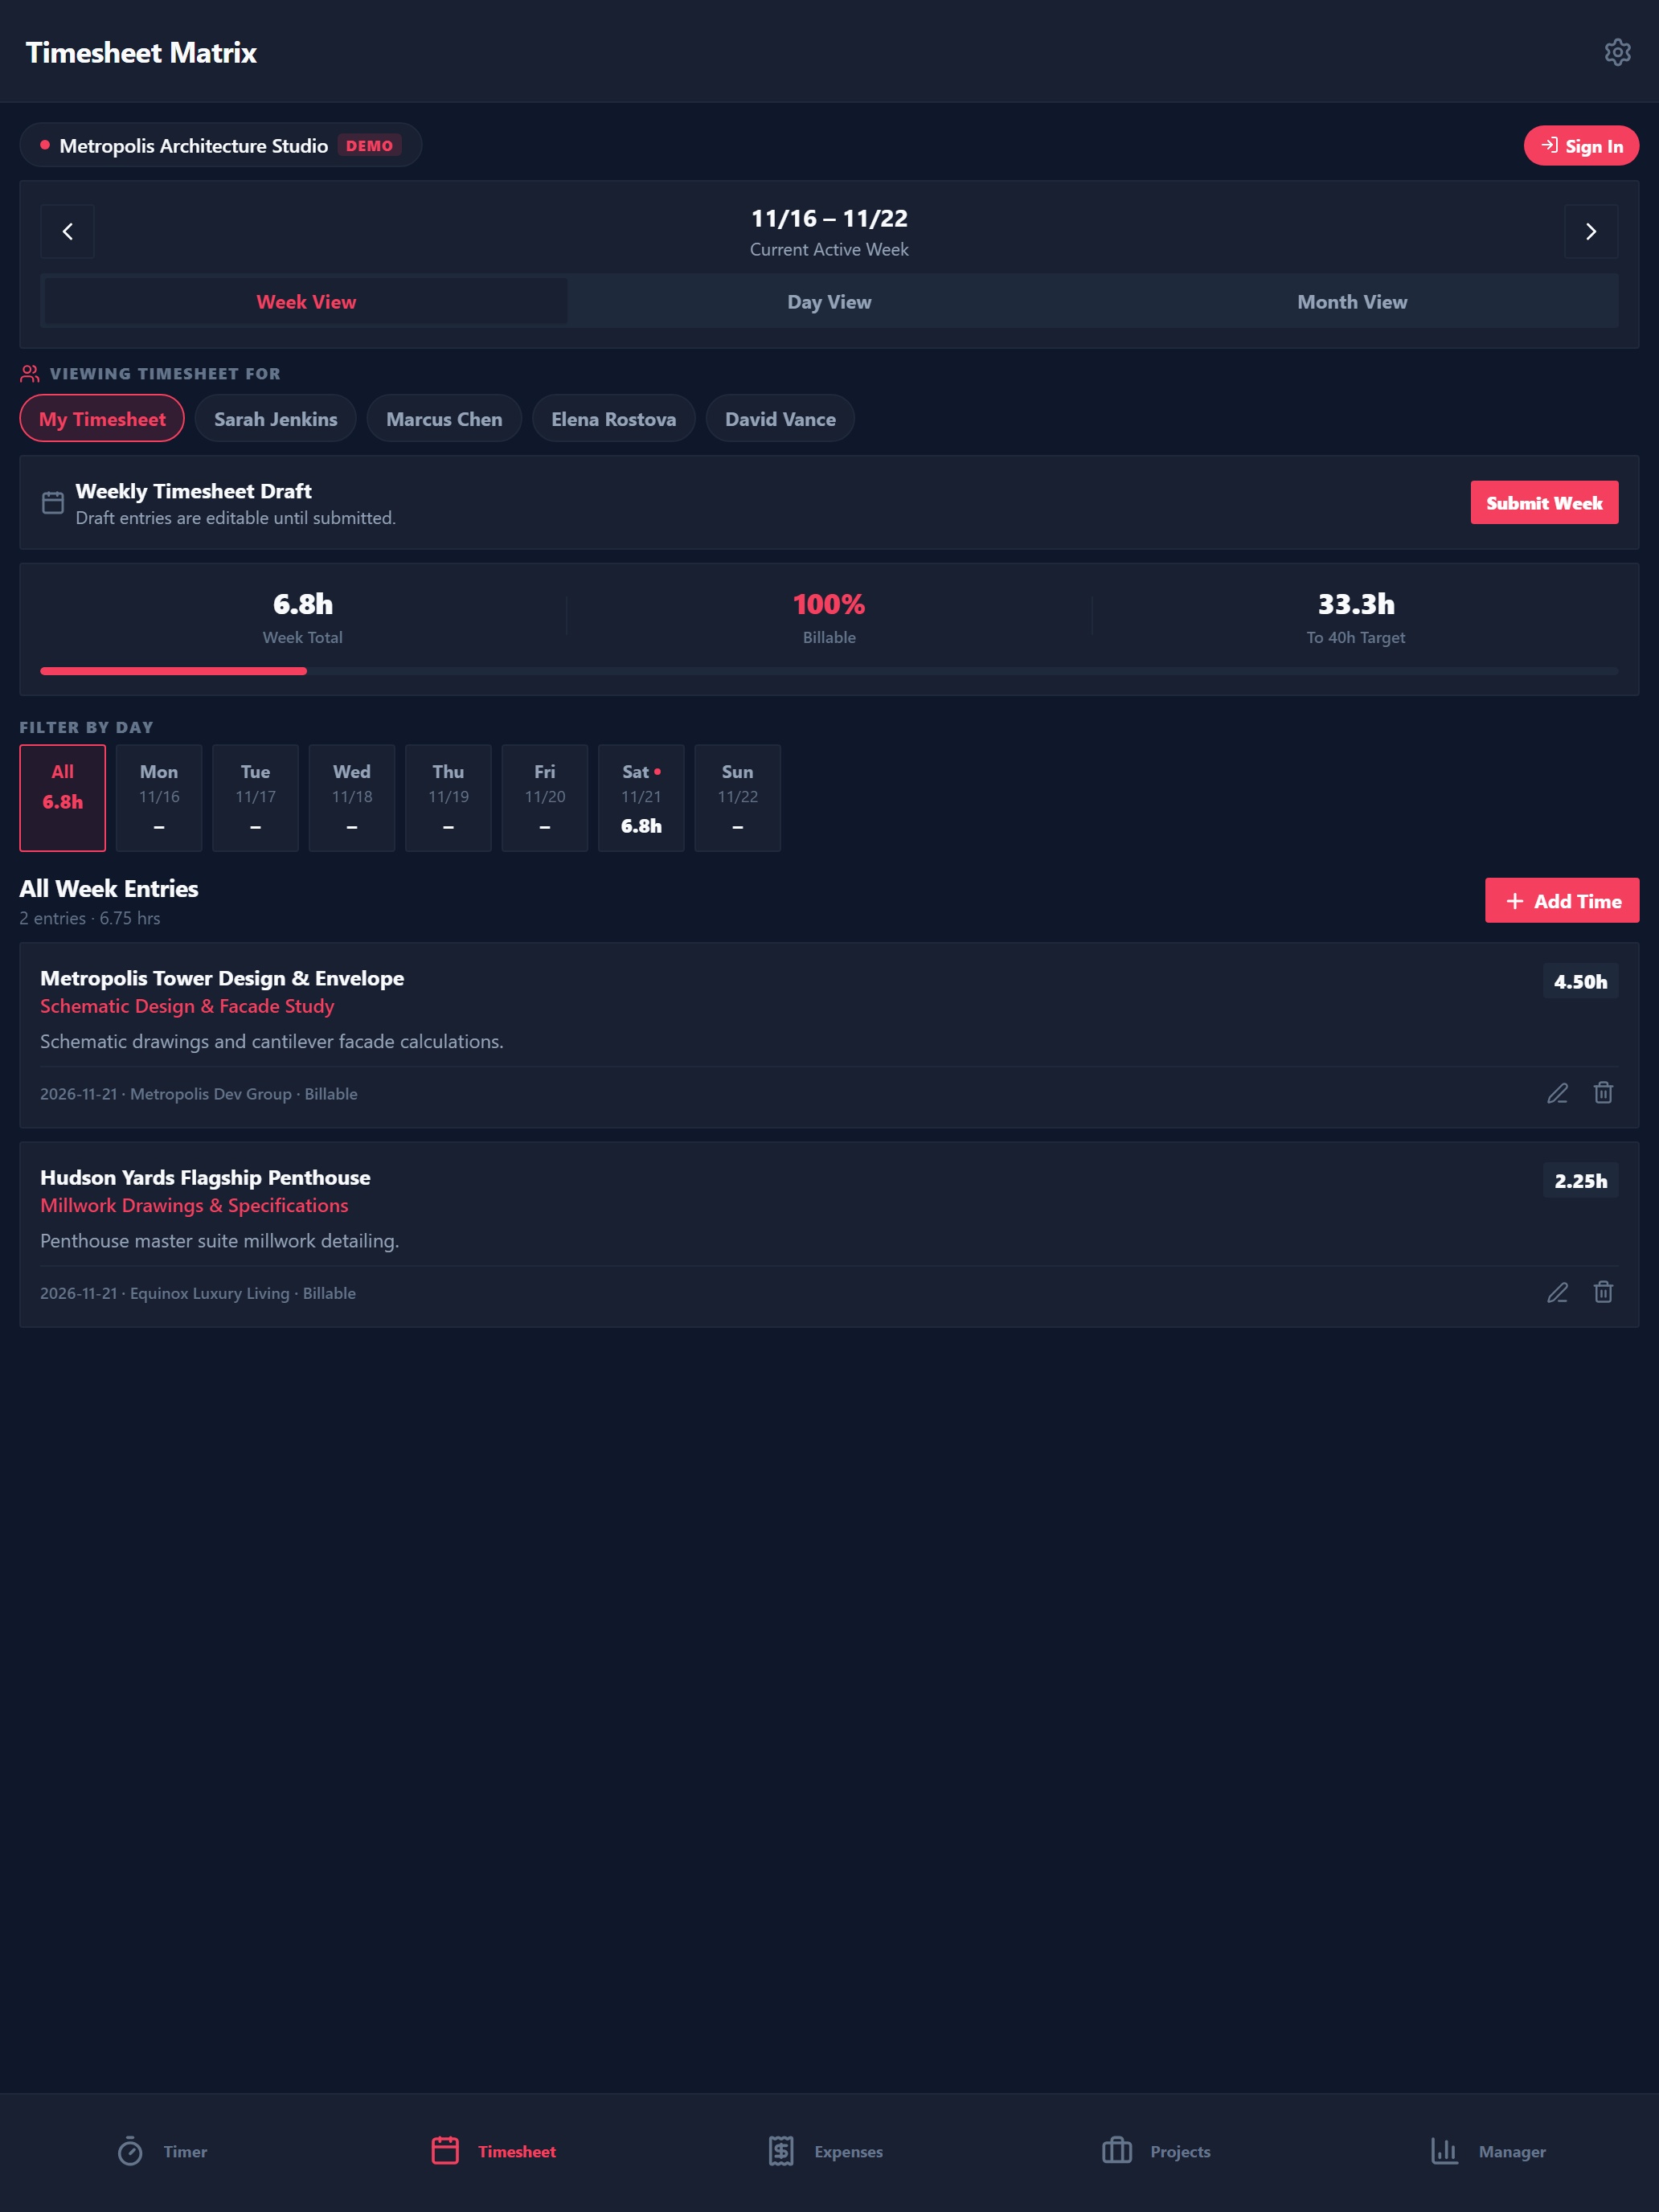 Timesheet Matrix
Metropolis Architecture Studio DEMO
Sign In
11/16 – 11/22
Current Active Week
Week View
Day View
Month View
VIEWING TIMESHEET FOR
My Timesheet
Sarah Jenkins
Marcus Chen
Elena Rostova
David Vance
Weekly Timesheet Draft
Draft entries are editable until submitted.
Submit Week
6.8h
Week Total
100%
Billable
33.3h
To 40h Target
FILTER BY DAY
All
6.8h
Mon
11/16
–
Tue
11/17
–
Wed
11/18
–
Thu
11/19
–
Fri
11/20
–
Sat
11/21
6.8h
Sun
11/22
–
All Week Entries
2 entries · 6.75 hrs
Add Time
Metropolis Tower Design & Envelope
4.50h
Schematic Design & Facade Study
Schematic drawings and cantilever facade calculations.
2026-11-21 · Metropolis Dev Group · Billable
Hudson Yards Flagship Penthouse
2.25h
Millwork Drawings & Specifications
Penthouse master suite millwork detailing.
2026-11-21 · Equinox Luxury Living · Billable
Timer
Timesheet
Expenses
Projects
Manager